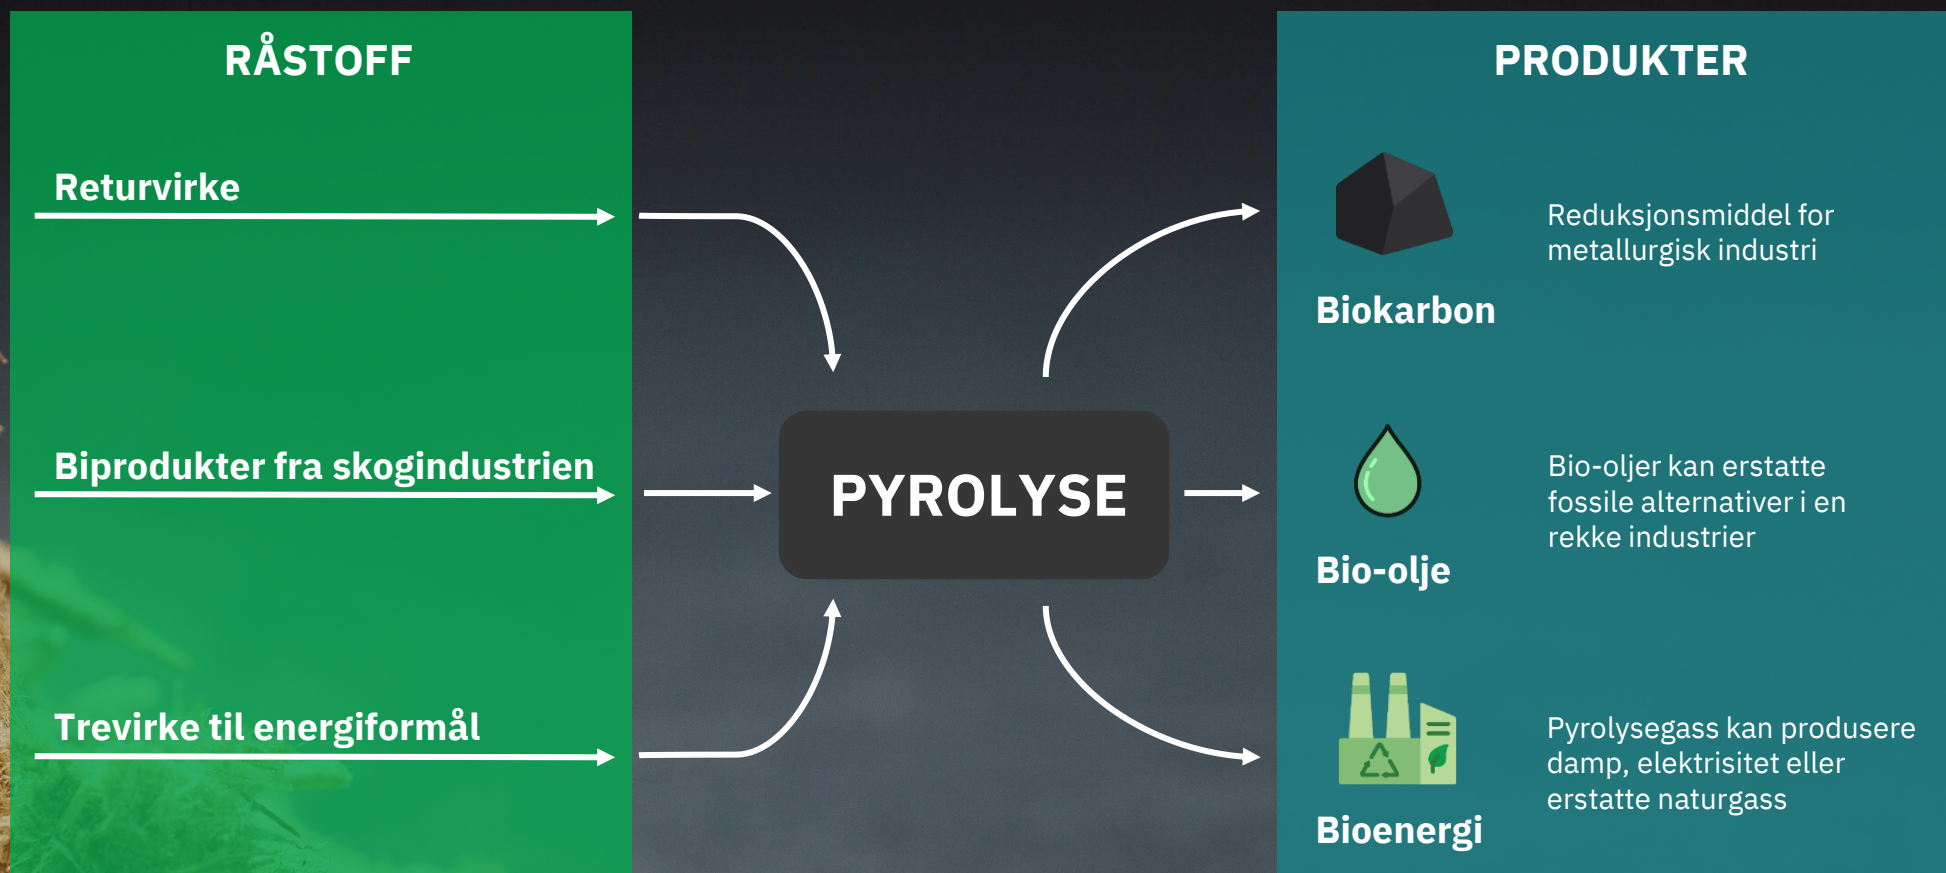 RÅSTOFF
Returvirke
Biprodukter fra skogindustrien
Trevirke til energiformål
PYROLYSE
PRODUKTER
Biokarbon
Reduksjonsmiddel for
metallurgisk industri
Bio-olje
Bio-oljer kan erstatte
fossile alternativer i en
rekke industrier
Bioenergi
Pyrolysegass kan produsere
damp, elektrisitet eller
erstatte naturgass